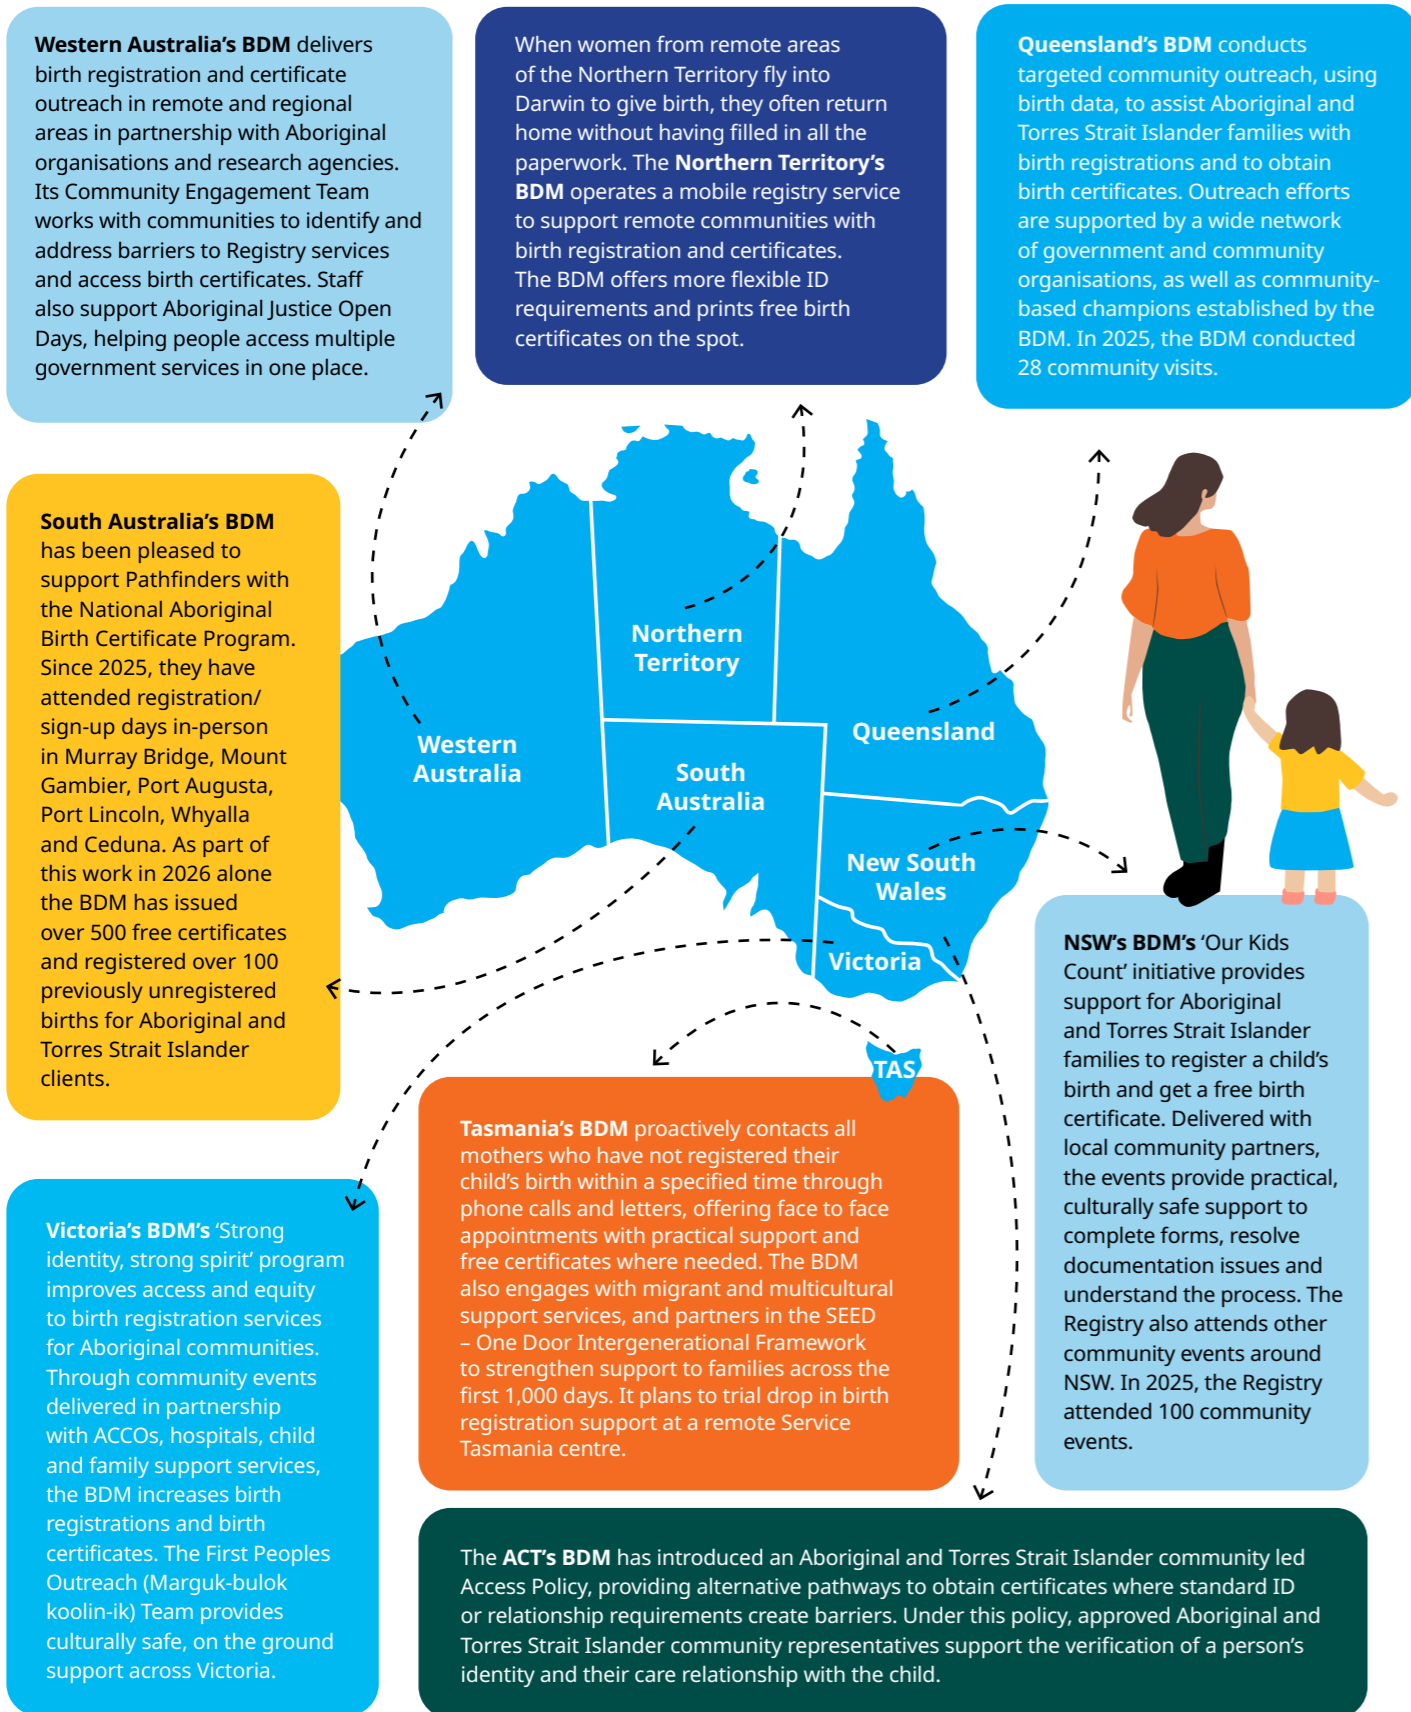 Western Australia's BDM delivers
birth registration and certificate
outreach in remote and regional
areas in partnership with Aboriginal
organisations and research agencies.
Its Community Engagement Team
works with communities to identify and
address barriers to Registry services
and access birth certificates. Staff
also support Aboriginal Justice Open
Days, helping people access multiple
government services in one place.
When women from remote areas
of the Northern Territory fly into
Darwin to give birth, they often return
home without having filled in all the
paperwork. The Northern Territory's
BDM operates a mobile registry service
to support remote communities with
birth registration and certificates.
The BDM offers more flexible ID
requirements and prints free birth
certificates on the spot.
Queensland's BDM conducts
targeted community outreach, using
birth data, to assist Aboriginal and
Torres Strait Islander families with
birth registrations and to obtain
birth certificates. Outreach efforts
are supported by a wide network
of government and community
organisations, as well as community-
based champions established by the
BDM. In 2025, the BDM conducted
28 community visits.
South Australia's BDM
has been pleased to
support Pathfinders with
the National Aboriginal
Birth Certificate Program.
Since 2025, they have
attended registration/
sign-up days in-person
in Murray Bridge, Mount
Gambier, Port Augusta,
Port Lincoln, Whyalla
and Ceduna. As part of
this work in 2026 alone
the BDM has issued
over 500 free certificates
and registered over 100
previously unregistered
births for Aboriginal and
Torres Strait Islander
clients.
Northern
Territory
Western
Australia
South
Australia
Queensland
New South
Wales
Victoria
TAS
NSW's BDM's 'Our Kids
Count' initiative provides
support for Aboriginal
and Torres Strait Islander
families to register a child's
birth and get a free birth
certificate. Delivered with
local community partners,
the events provide practical,
culturally safe support to
complete forms, resolve
documentation issues and
understand the process. The
Registry also attends other
community events around
NSW. In 2025, the Registry
attended 100 community
events.
Tasmania's BDM proactively contacts all
mothers who have not registered their
child's birth within a specified time through
phone calls and letters, offering face to face
appointments with practical support and
free certificates where needed. The BDM
also engages with migrant and multicultural
support services, and partners in the SEED
– One Door Intergenerational Framework
to strengthen support to families across the
first 1,000 days. It plans to trial drop in birth
registration support at a remote Service
Tasmania centre.
Victoria's BDM's 'Strong
identity, strong spirit' program
improves access and equity
to birth registration services
for Aboriginal communities.
Through community events
delivered in partnership
with ACCOs, hospitals, child
and family support services,
the BDM increases birth
registrations and birth
certificates. The First Peoples
Outreach (Marguk-bulok
koolin-ik) Team provides
culturally safe, on the ground
support across Victoria.
The ACT's BDM has introduced an Aboriginal and Torres Strait Islander community led
Access Policy, providing alternative pathways to obtain certificates where standard ID
or relationship requirements create barriers. Under this policy, approved Aboriginal and
Torres Strait Islander community representatives support the verification of a person's
identity and their care relationship with the child.